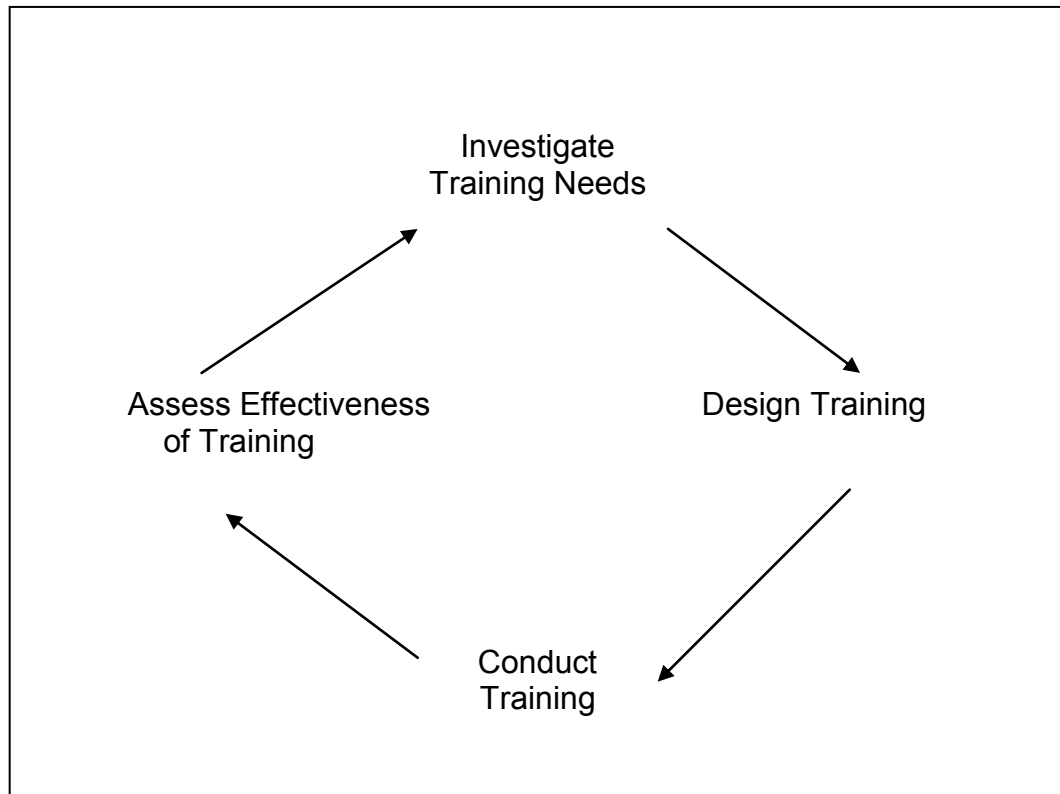 Investigate
Training Needs
Assess Effectiveness
of Training
Design Training
Conduct
Training